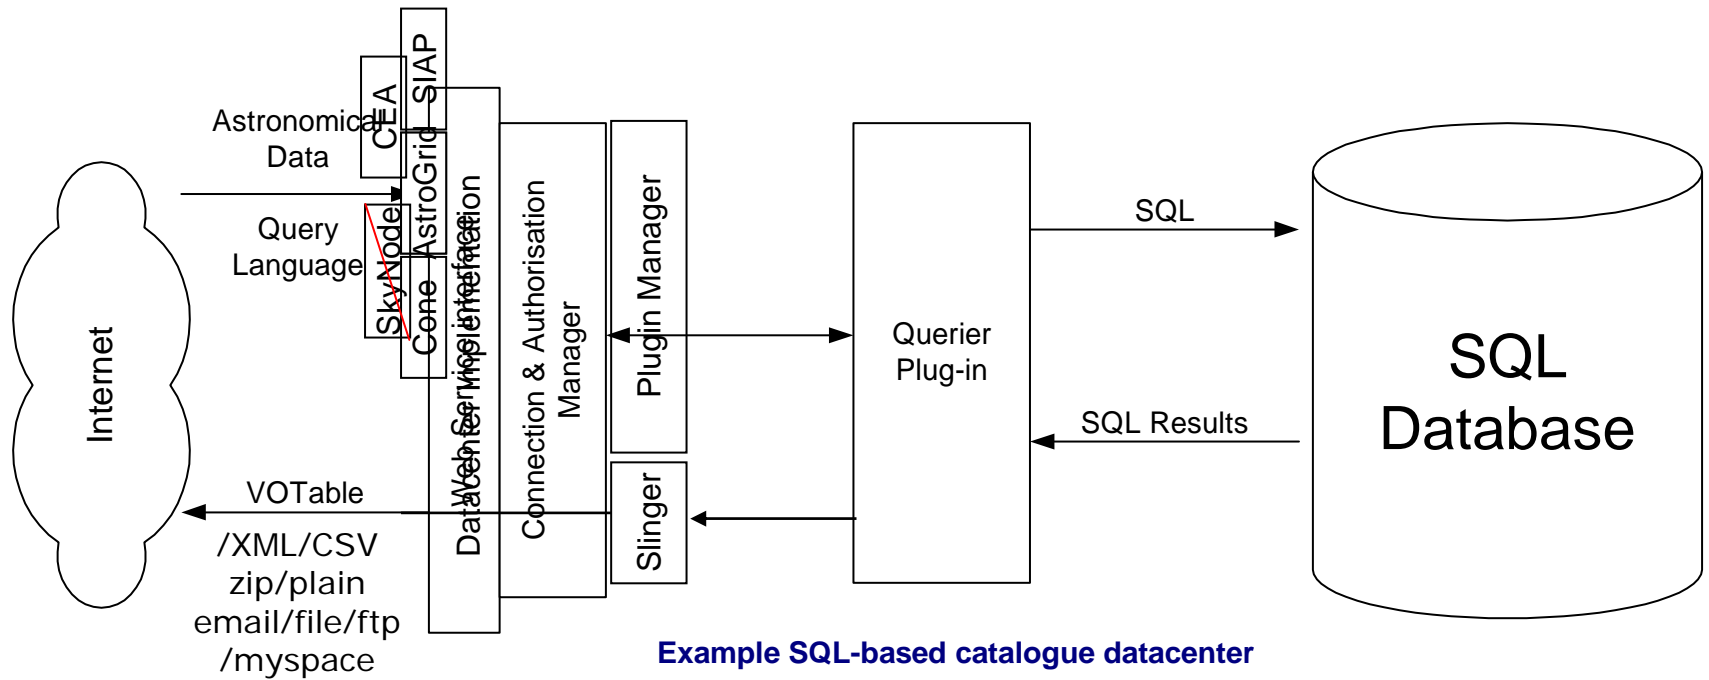 SIAP
CEA
AstroGrid
SkyNode
Cone
Astronomical
Data
Query
Language
Internet
VOTable
/XML/CSV
zip/plain
email/file/ftp
/myspace
Web Service interface
Datacenter Implementation
Connection & Authorisation
Manager
Plugin Manager
Slinger
Querier
Plug-in
SQL
SQL Results
SQL
Database
Example SQL-based catalogue datacenter